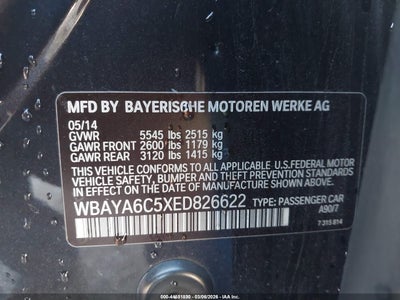 MFD BY BAYERISCHE MOTOREN WERKE AG
05/14
GVWR 5545 lbs 2515 kg
GAWR FRONT 2600 lbs 1179 kg
GAWR REAR 3120 lbs 1415 kg
THIS VEHICLE CONFORMS TO ALL APPLICABLE U.S.FEDERAL MOTOR
VEHICLE SAFETY, BUMPER AND THEFT PREVENTION STANDARDS
IN EFFECT ON THE DATE OF MANUFACTURE SHOWN ABOVE.
WBAYA6C5XED826622 TYPE: PASSENGER CAR
A90/7
7 315 814